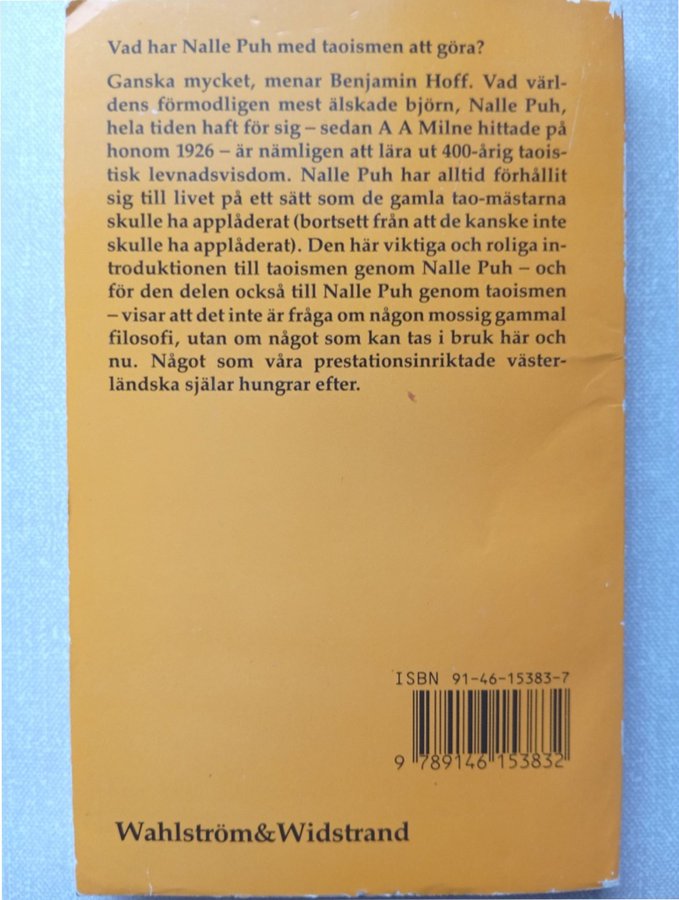 Vad har Nalle Puh med taoismen att göra?
Ganska mycket, menar Benjamin Hoff. Vad värl-
dens förmodligen mest älskade björn, Nalle Puh,
hela tiden haft för sig – sedan A A Milne hittade på
honom 1926 – är nämligen att lära ut 400-årig taois-
tisk levnadsvisdom. Nalle Puh har alltid förhållit
sig till livet på ett sätt som de gamla tao-mästarna
skulle ha applåderat (bortsett från att de kanske inte
skulle ha applåderat). Den här viktiga och roliga in-
troduktionen till taoismen genom Nalle Puh – och
för den delen också till Nalle Puh genom taoismen
– visar att det inte är fråga om någon mossig gammal
filosofi, utan om något som kan tas i bruk här och
nu. Något som våra prestationsinriktade väster-
ländska själar hungrar efter.
ISBN 91-46-15383-7
9 789146 153832
Wahlström&Widstrand